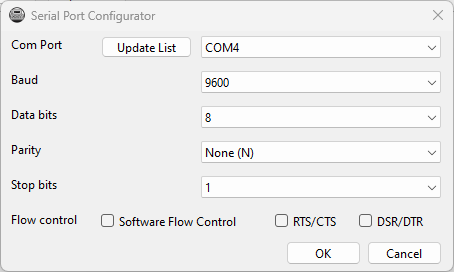 Serial Port Configurator
Com Port Update List COM4
Baud 9600
Data bits 8
Parity None (N)
Stop bits 1
Flow control Software Flow Control RTS/CTS DSR/DTR
OK Cancel